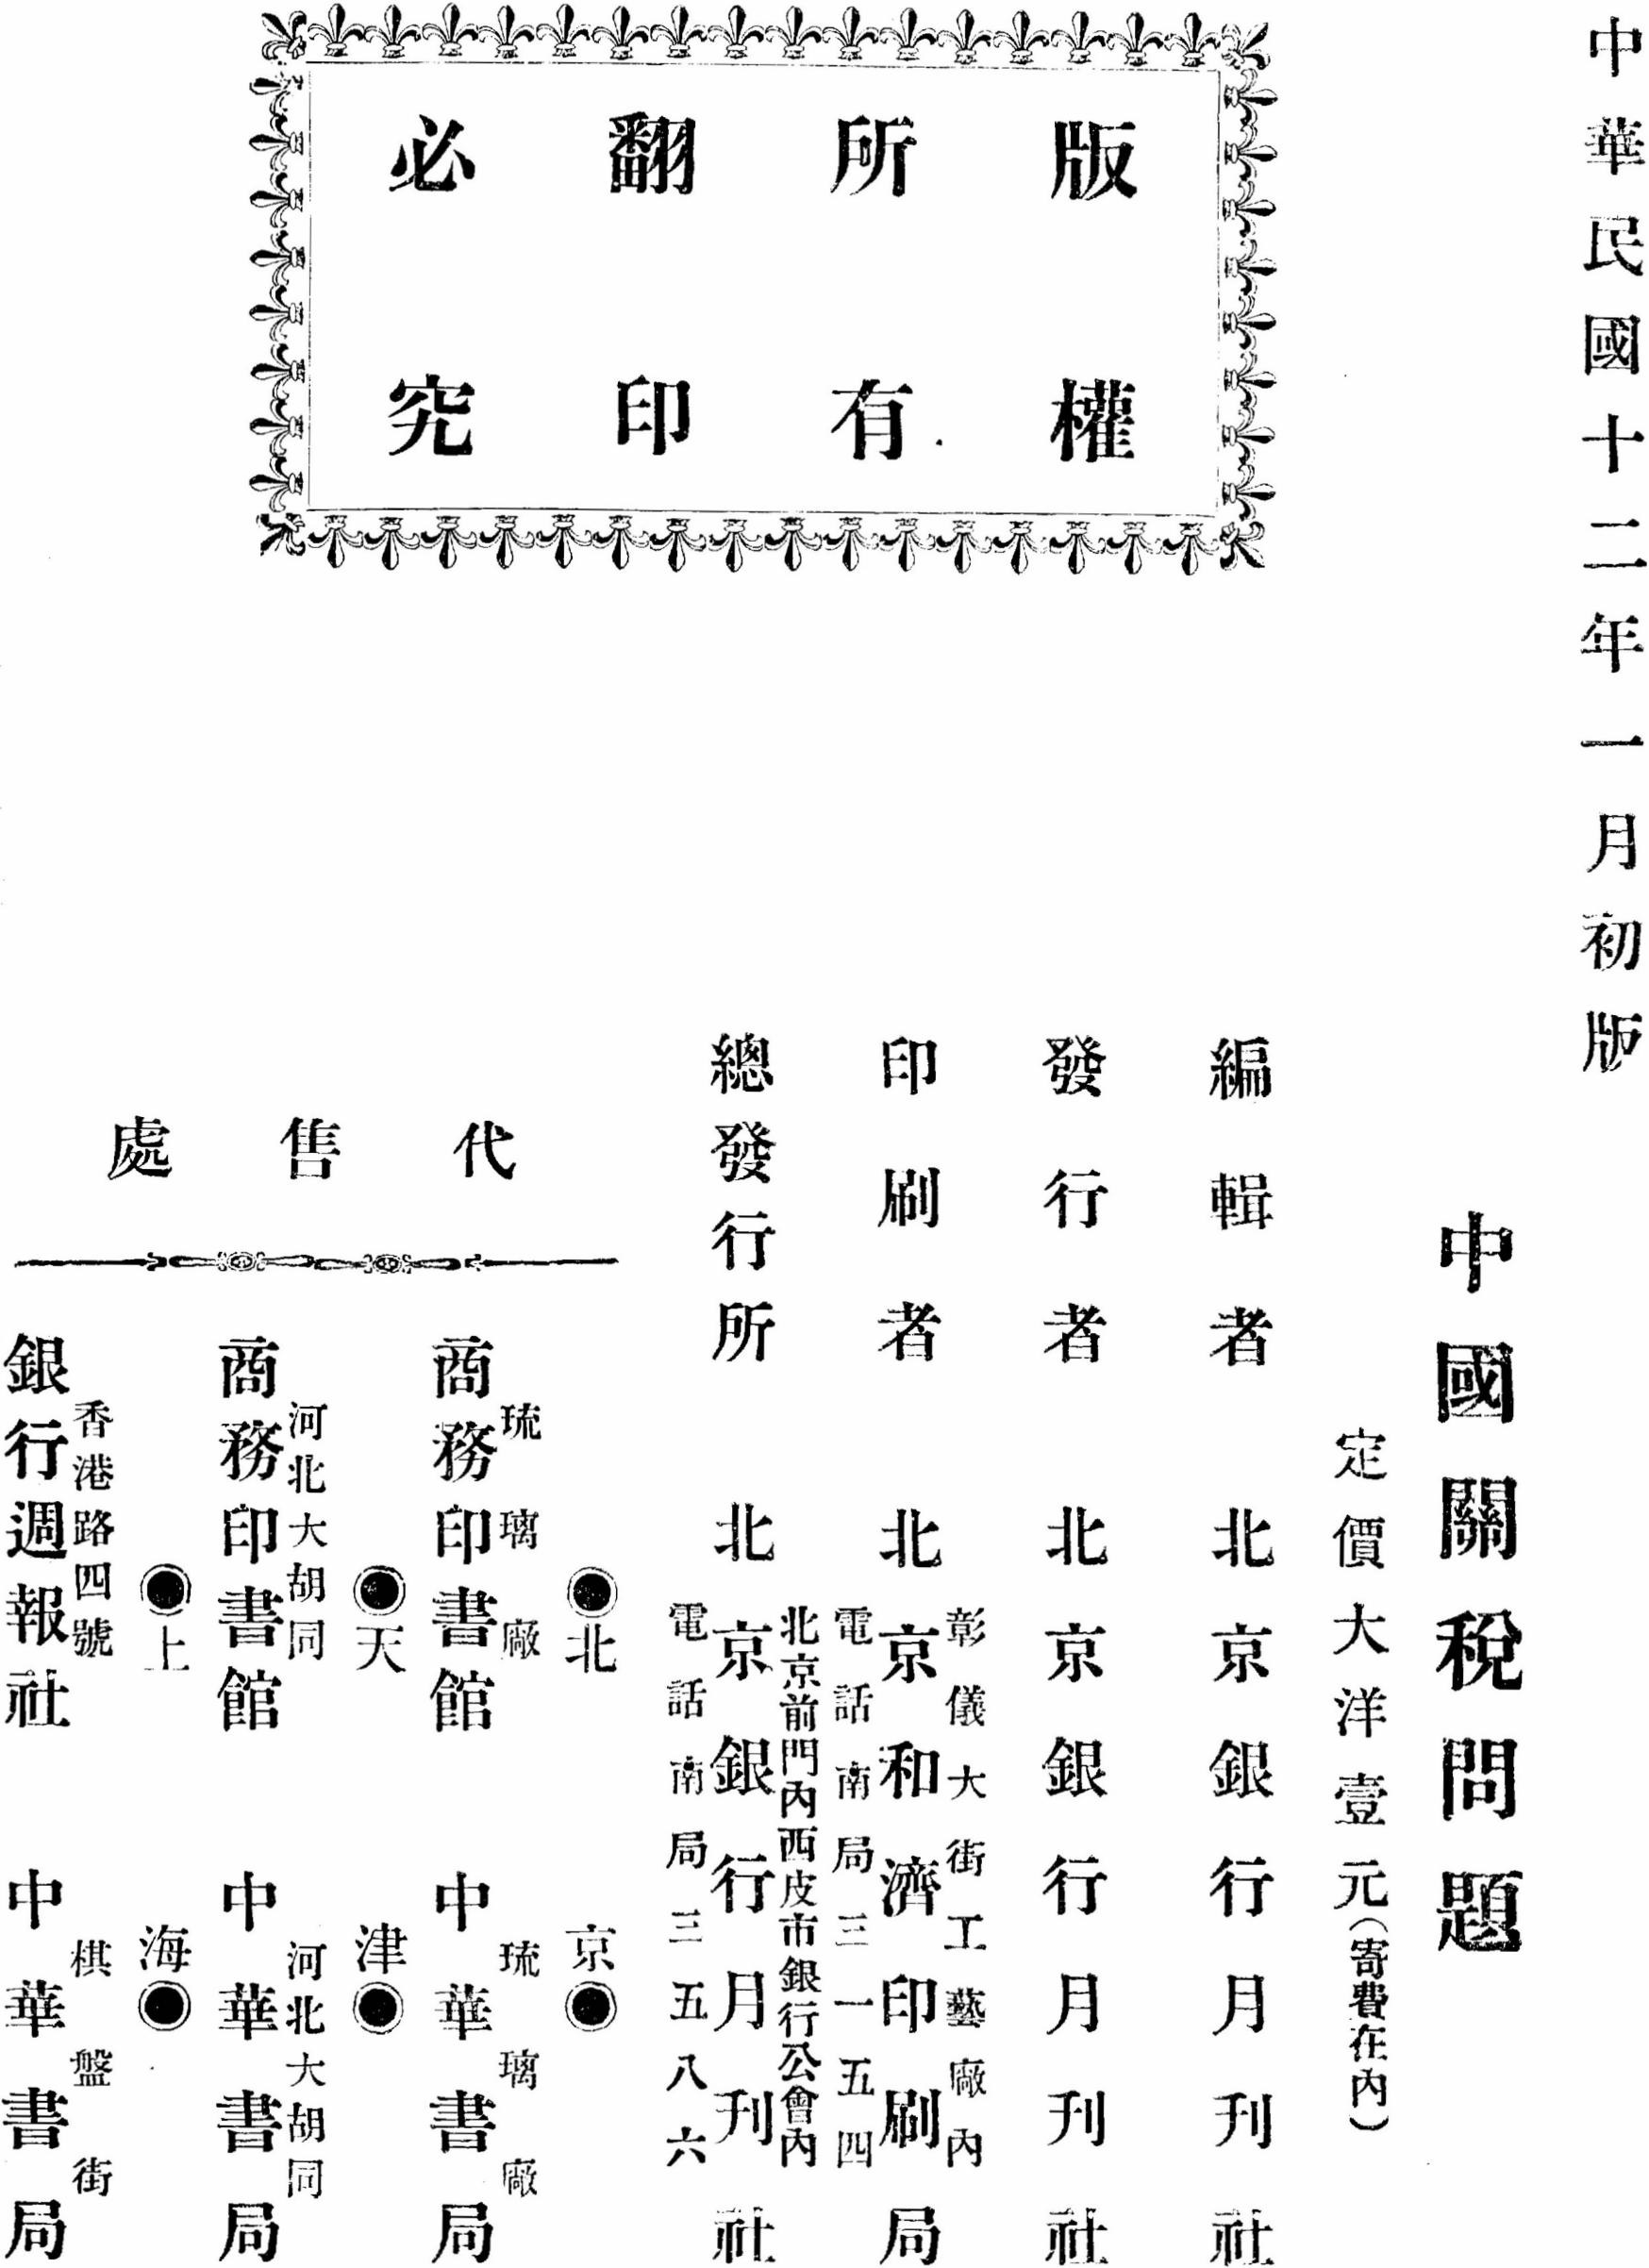 中華民國十二年一月初版
版權
所有
翻印
必究
中國關稅問題
定價大洋壹元(寄費在內)
編輯者 北京銀行月刊社
發行者 北京銀行月刊社
印刷者 北京和濟印刷局
彰儀大街工藝廠內
電話南局三一五四
總發行所 北京銀行月刊社
北京前門內西皮市銀行公會內
電話南局三五八六
代售處
北京
琉璃廠
商務印書館
琉璃廠
中華書局
天津
河北大胡同
商務印書館
河北大胡同
中華書局
上海
香港路四號
銀行週報社
棋盤街
中華書局